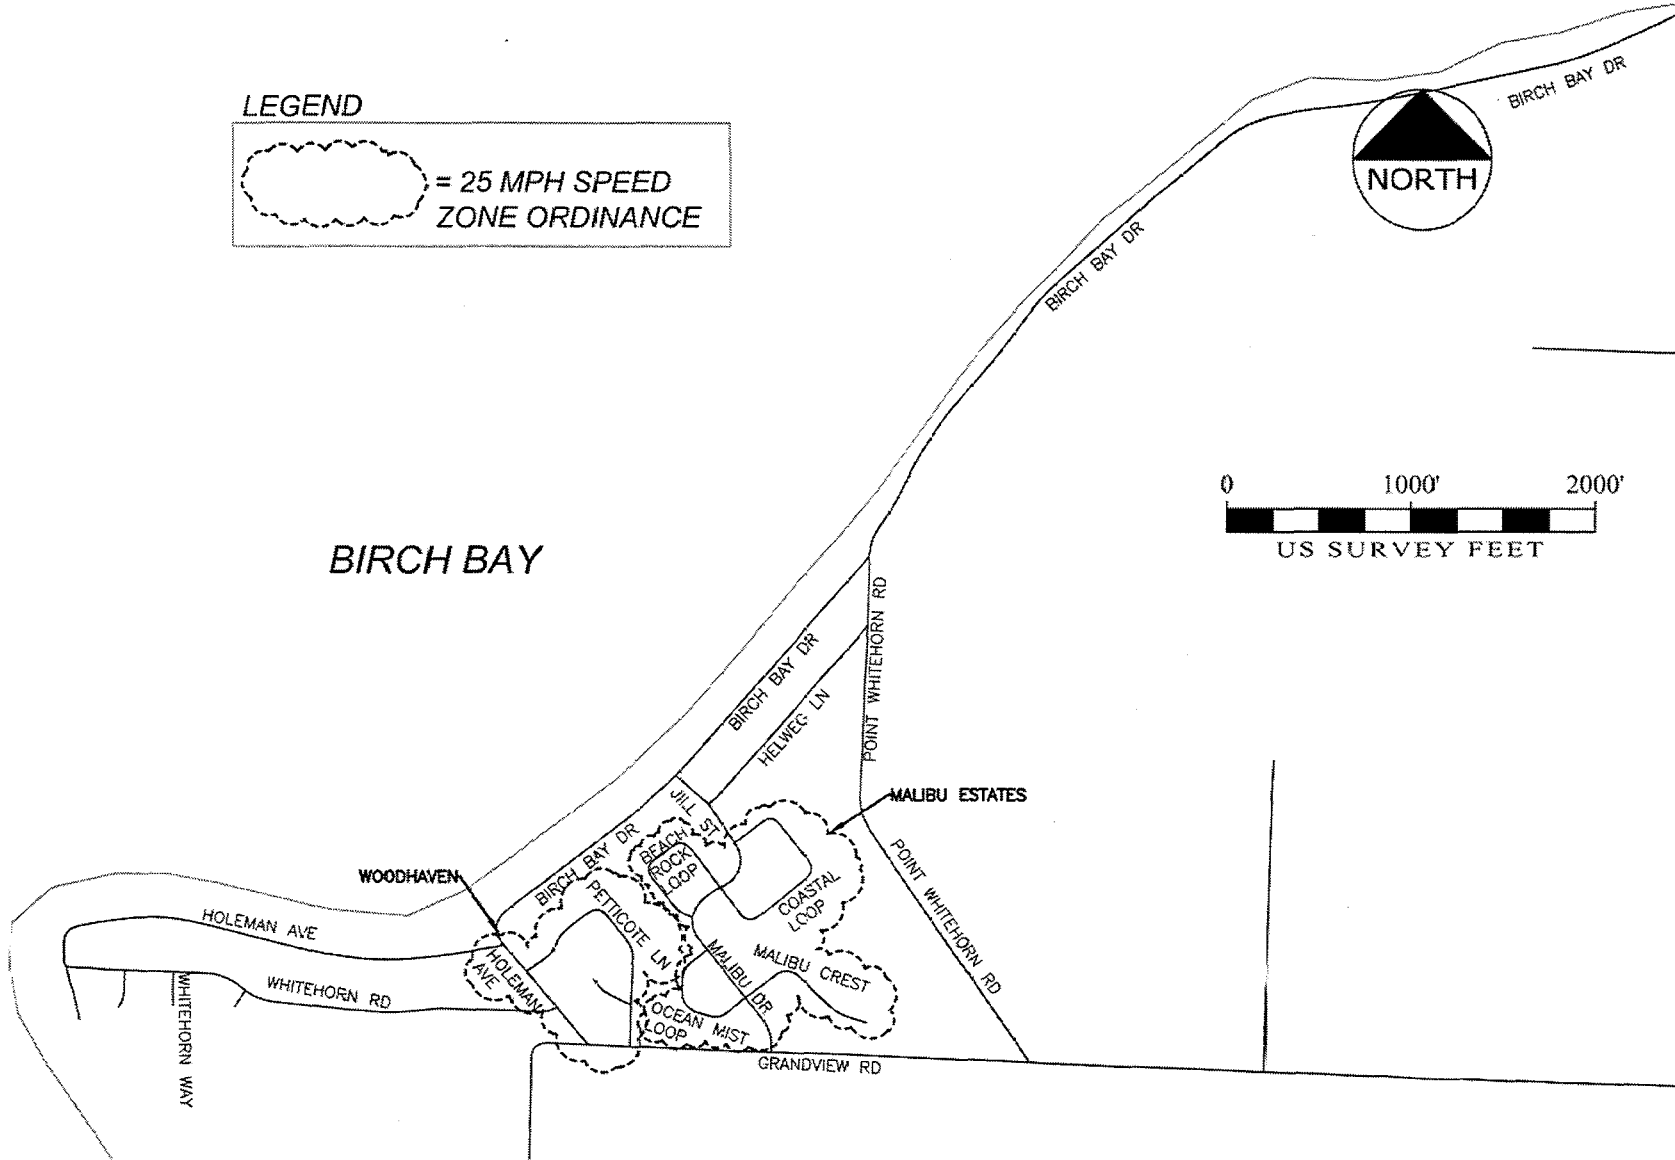 BIRCH BAY DR
LEGEND
= 25 MPH SPEED
ZONE ORDINANCE
NORTH
BIRCH BAY DR
0 1000' 2000'
US SURVEY FEET
BIRCH BAY
POINT WHITEHORN RD
BIRCH BAY DR
HELWEG LN
MALIBU ESTATES
JILL ST
BIRCH BAY DR
BEACH
ROCK
LOOP
WOODHAVEN
PETTICOTE LN
COASTAL
LOOP
POINT WHITEHORN RD
HOLEMAN AVE
HOLEMAN
AVE
MALIBU DR
MALIBU CREST
WHITEHORN RD
WHITEHORN WAY
OCEAN MIST
LOOP
GRANDVIEW RD